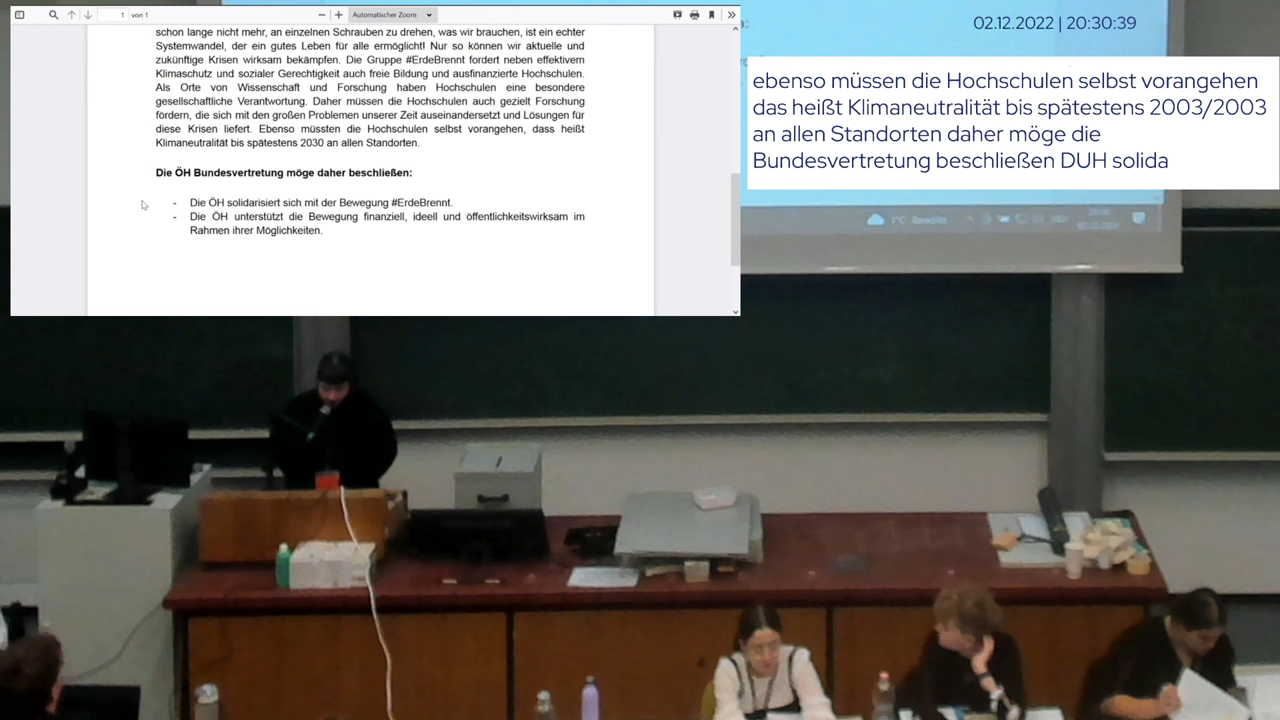 1
von 1
Automatischer Zoom
schon lange nicht mehr, an einzelnen Schrauben zu drehen, was wir brauchen, ist ein echter
Systemwandel, der ein gutes Leben für alle ermöglicht! Nur so können wir aktuelle und
zukünftige Krisen wirksam bekämpfen. Die Gruppe #ErdeBrennt fordert neben effektivem
Klimaschutz und sozialer Gerechtigkeit auch freie Bildung und ausfinanzierte Hochschulen.
Als Orte von Wissenschaft und Forschung haben Hochschulen eine besondere
gesellschaftliche Verantwortung. Daher müssen die Hochschulen auch gezielt Forschung
fördern, die sich mit den großen Problemen unserer Zeit auseinandersetzt und Lösungen für
diese Krisen liefert. Ebenso müssten die Hochschulen selbst vorangehen, dass heißt
Klimaneutralität bis spätestens 2030 an allen Standorten.
Die ÖH Bundesvertretung möge daher beschließen:
- Die ÖH solidarisiert sich mit der Bewegung #ErdeBrennt.
- Die ÖH unterstützt die Bewegung finanziell, ideell und öffentlichkeitswirksam im
Rahmen ihrer Möglichkeiten.
02.12.2022 | 20:30:39
ebenso müssen die Hochschulen selbst vorangehen
das heißt Klimaneutralität bis spätestens 2003/2003
an allen Standorten daher möge die
Bundesvertretung beschließen DUH solida
1°C Bewölkt